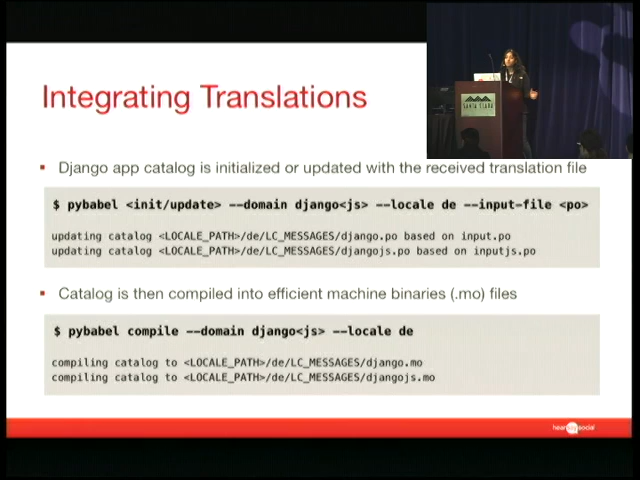 SANTA CLARA
Integrating Translations
Django app catalog is initialized or updated with the received translation file
$ pybabel <init/update> --domain django<js> --locale de --input-file <po>
updating catalog <LOCALE_PATH>/de/LC_MESSAGES/django.po based on input.po
updating catalog <LOCALE_PATH>/de/LC_MESSAGES/djangojs.po based on inputjs.po
Catalog is then compiled into efficient machine binaries (.mo) files
$ pybabel compile --domain django<js> --locale de
compiling catalog to <LOCALE_PATH>/de/LC_MESSAGES/django.mo
compiling catalog to <LOCALE_PATH>/de/LC_MESSAGES/djangojs.mo
hearsaysocial